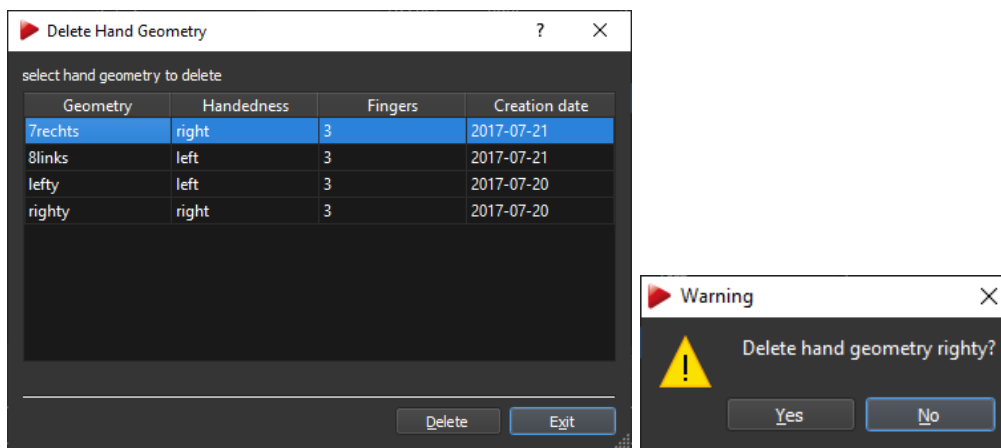 Delete Hand Geometry ?
select hand geometry to delete
Geometry Handedness Fingers Creation date
7rechts right 3 2017-07-21
8links left 3 2017-07-21
lefty left 3 2017-07-20
righty right 3 2017-07-20
Delete Exit
Warning
Delete hand geometry righty?
Yes No